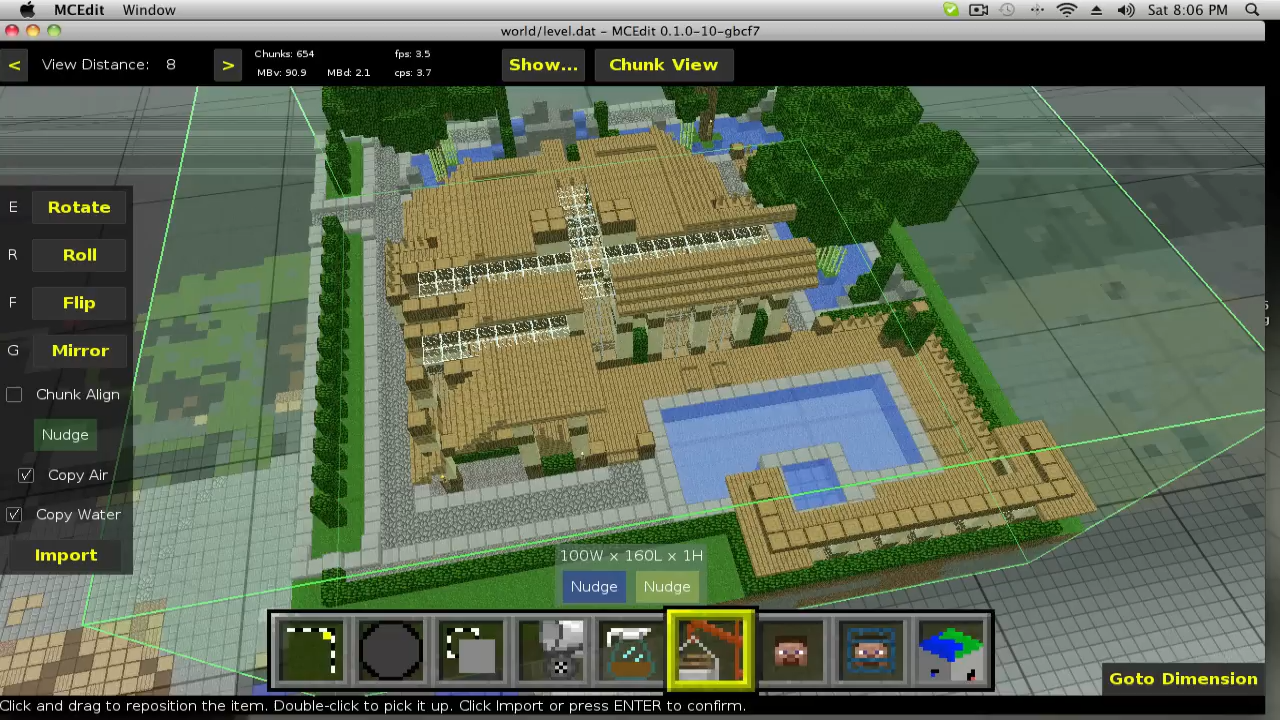 MCEdit Window Sat 8:06 PM
world/level.dat - MCEdit 0.1.0-10-gbcf7
< View Distance: 8 > Chunks: 654 fps: 3.5 Show... Chunk View
MBv: 90.9 MBd: 2.1 cps: 3.7
E Rotate
R Roll
F Flip
G Mirror
Chunk Align
Nudge
Copy Air
Copy Water
Import
100W × 160L × 1H
Nudge Nudge
Goto Dimension
Click and drag to reposition the item. Double-click to pick it up. Click Import or press ENTER to confirm.